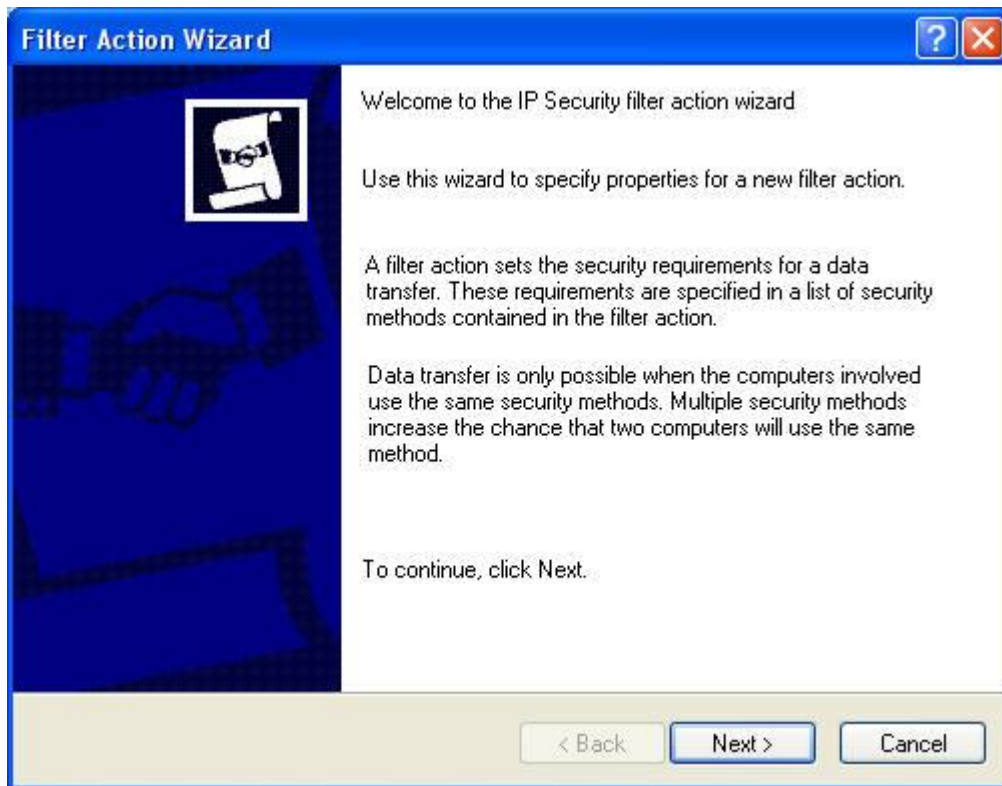 Filter Action Wizard
Welcome to the IP Security filter action wizard
Use this wizard to specify properties for a new filter action.
A filter action sets the security requirements for a data
transfer. These requirements are specified in a list of security
methods contained in the filter action.
Data transfer is only possible when the computers involved
use the same security methods. Multiple security methods
increase the chance that two computers will use the same
method.
To continue, click Next.
< Back
Next >
Cancel